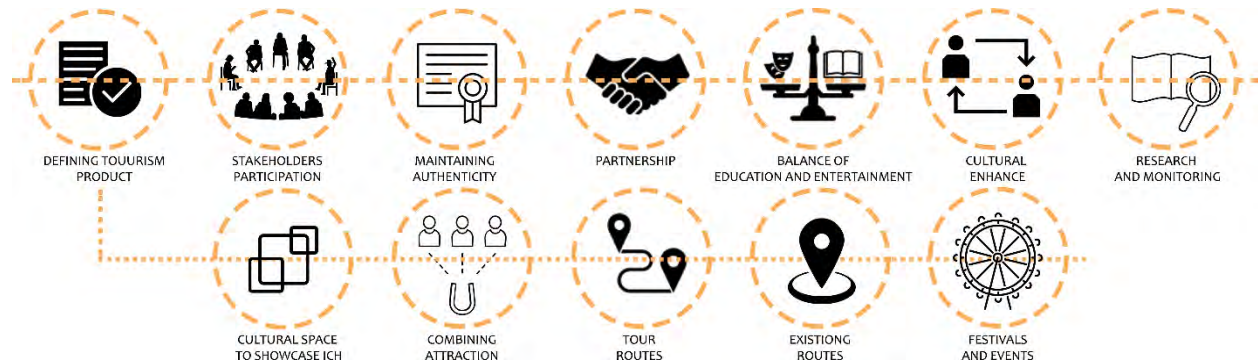 DEFINING TOUURISM
PRODUCT
STAKEHOLDERS
PARTICIPATION
MAINTAINING
AUTHENTICITY
PARTNERSHIP
BALANCE OF
EDUCATION AND ENTERTAINMENT
CULTURAL
ENHANCE
RESEARCH
AND MONITORING
CULTURAL SPACE
TO SHOWCASE ICH
COMBINING
ATTRACTION
TOUR
ROUTES
EXISTIONG
ROUTES
FESTIVALS
AND EVENTS